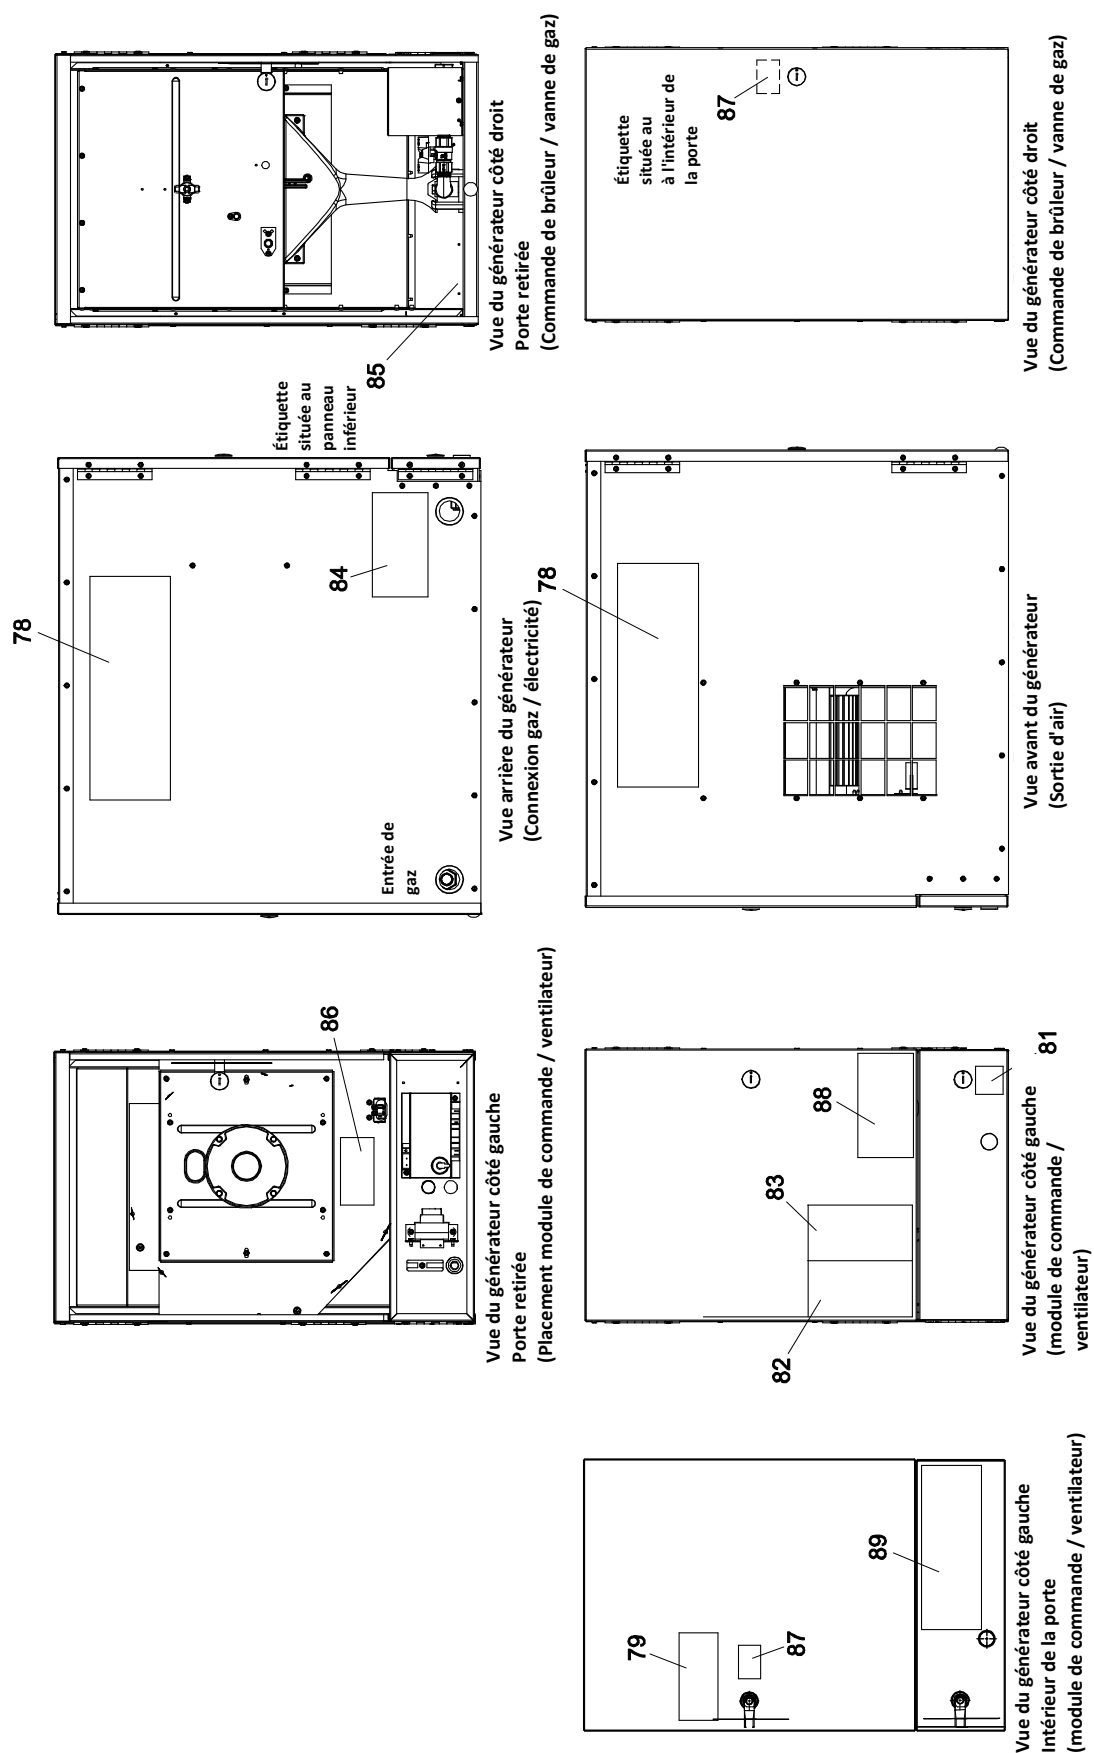 86
Vue du générateur côté gauche
Porte retirée
(Placement module de commande / ventilateur)
78
84
Entrée de
gaz
Vue arrière du générateur
(Connexion gaz / électricité)
Étiquette
située au
panneau
inférieur
85
Vue du générateur côté droit
Porte retirée
(Commande de brûleur / vanne de gaz)
79
87
89
Vue du générateur côté gauche
Intérieur de la porte
(module de commande / ventilateur)
82
83
88
81
Vue du générateur côté gauche
(module de commande /
ventilateur)
78
Vue avant du générateur
(Sortie d'air)
Étiquette
située au
à l'intérieur de
la porte
87
Vue du générateur côté droit
(Commande de brûleur / vanne de gaz)